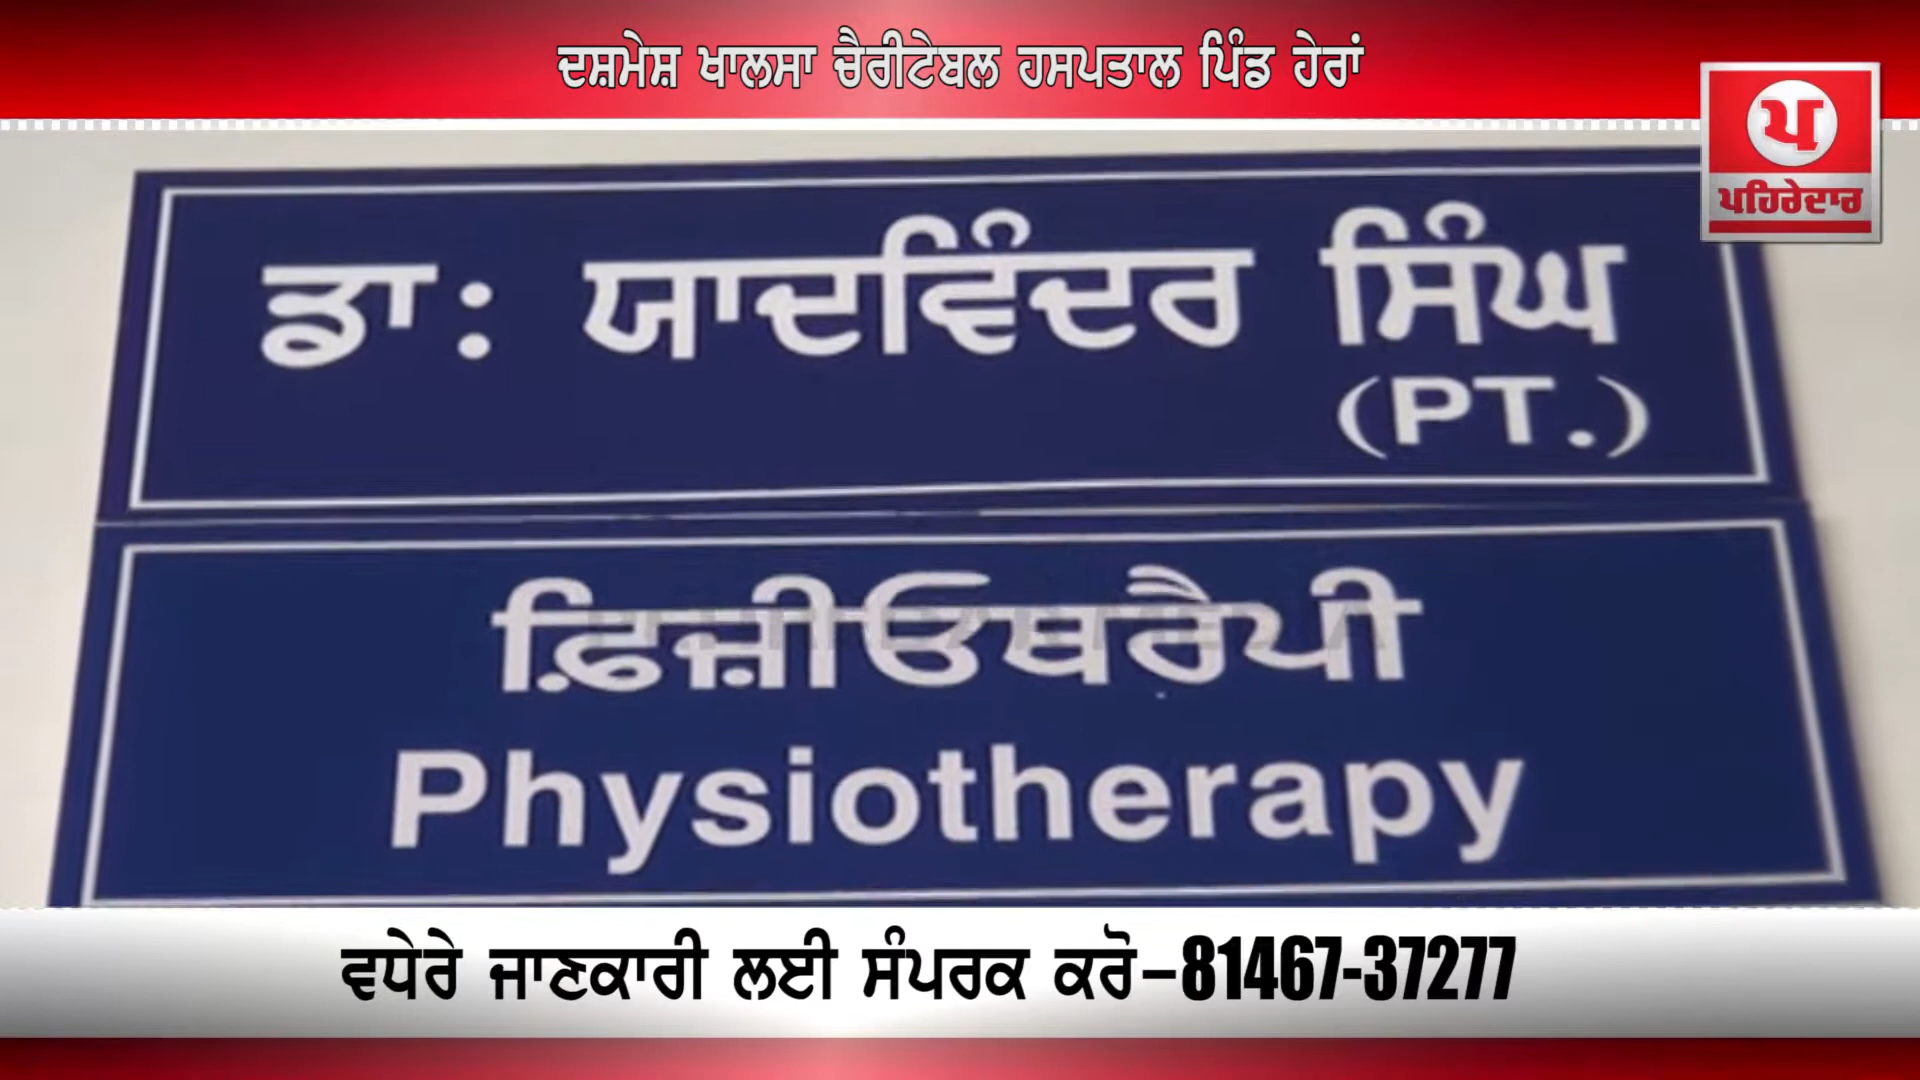 ਦਸ਼ਮੇਸ਼ ਖਾਲਸਾ ਚੈਰੀਟੇਬਲ ਹਸਪਤਾਲ ਪਿੰਡ ਹੇਰਾਂ
ਪ
ਪਹਿਰੇਦਾਰ
ਡਾ: ਯਾਦਵਿੰਦਰ ਸਿੰਘ
(PT.)
ਫ਼ਿਜ਼ੀਓਥਰੈਪੀ
Physiotherapy
ਵਧੇਰੇ ਜਾਣਕਾਰੀ ਲਈ ਸੰਪਰਕ ਕਰੋ-81467-37277